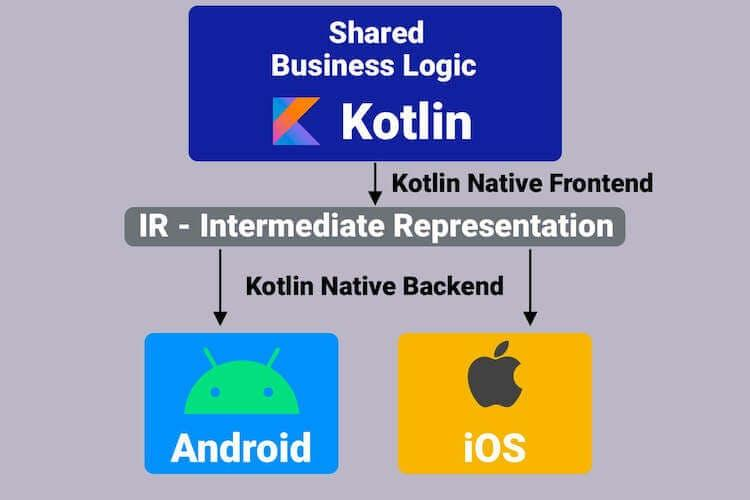 Shared
Business Logic
Kotlin
Kotlin Native Frontend
IR - Intermediate Representation
Kotlin Native Backend
Android
iOS